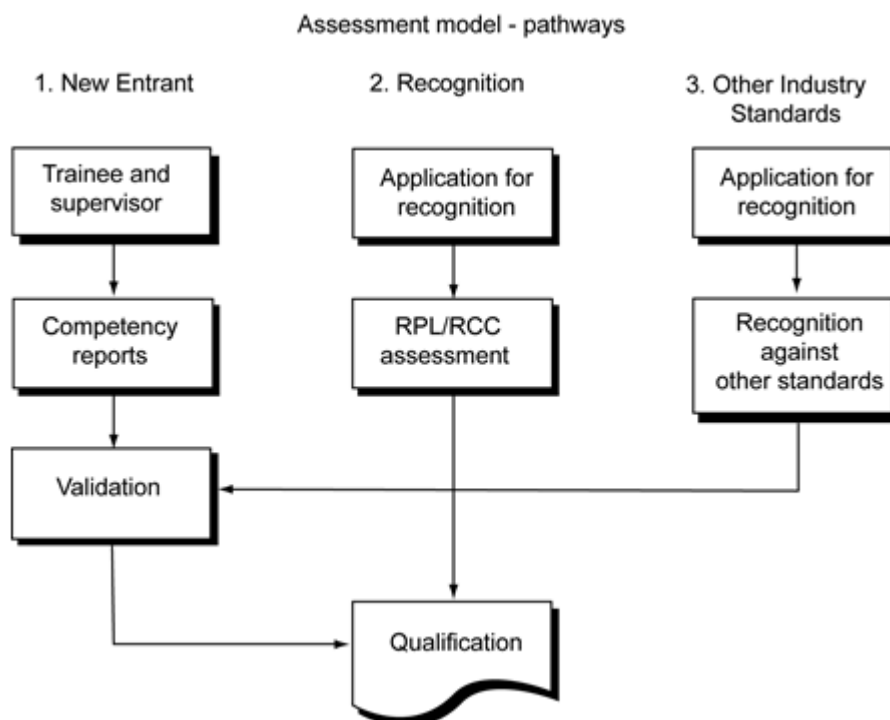 Assessment model - pathways
1. New Entrant
2. Recognition
3. Other Industry
Standards
Trainee and
supervisor
Application for
recognition
Application for
recognition
Competency
reports
RPL/RCC
assessment
Recognition
against
other standards
Validation
Qualification